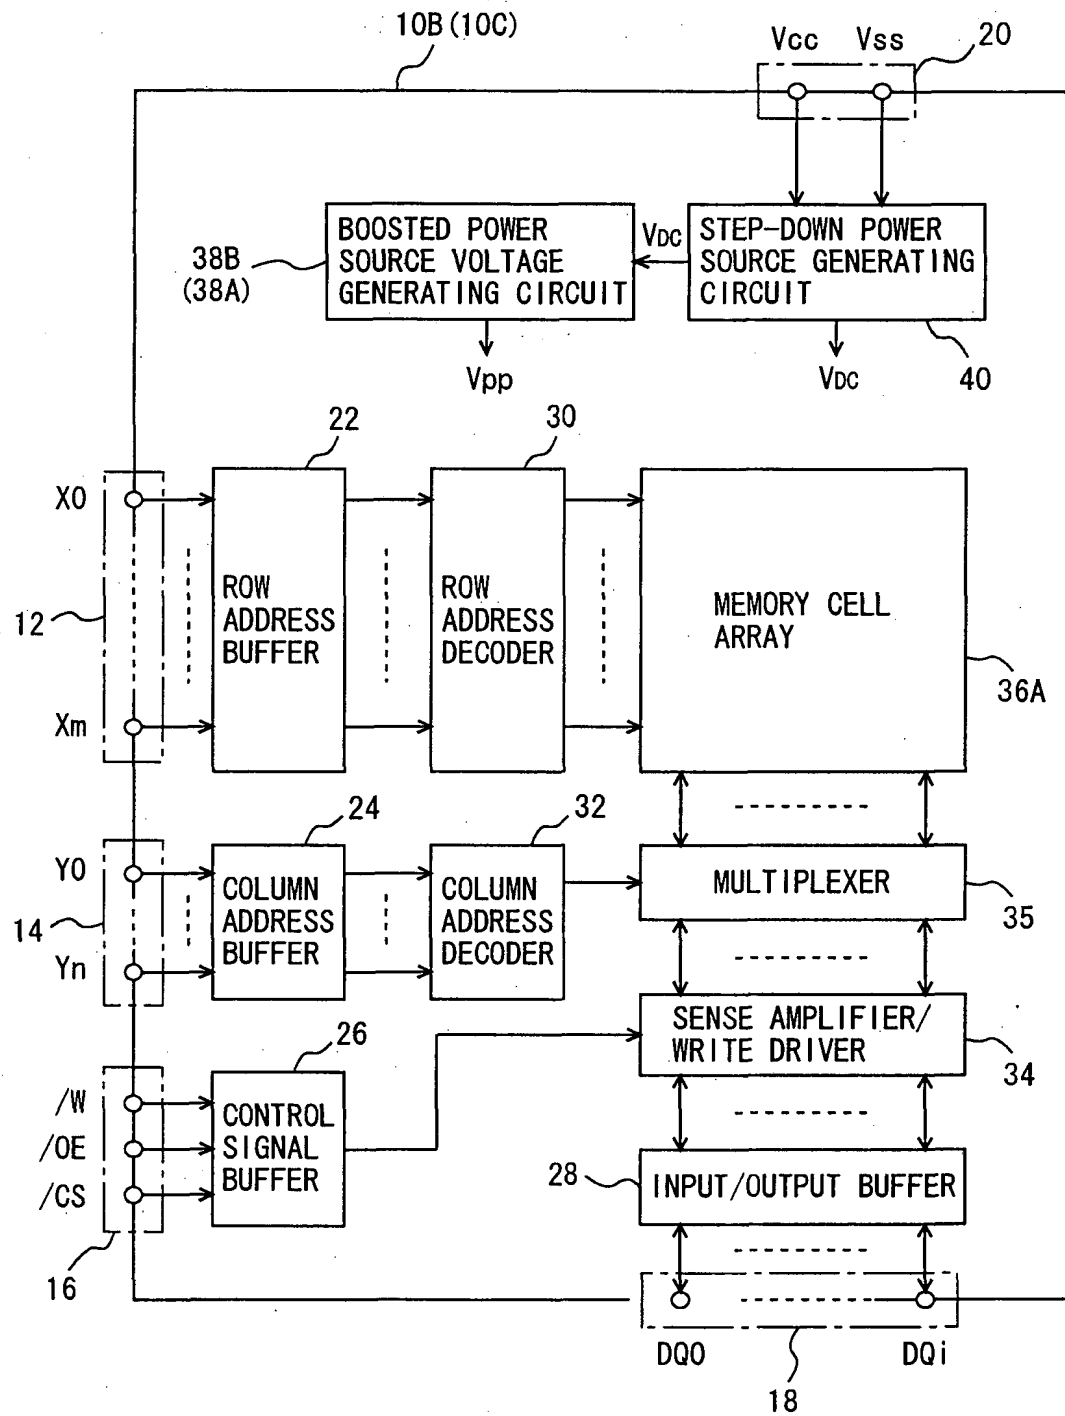 10B(10C)
Vcc Vss 20
BOOSTED POWER
SOURCE VOLTAGE
GENERATING CIRCUIT
38B
(38A)
VDC
STEP-DOWN POWER
SOURCE GENERATING
CIRCUIT
Vpp
VDC
40
22
30
X0
Xm
12
ROW
ADDRESS
BUFFER
ROW
ADDRESS
DECODER
MEMORY CELL
ARRAY
36A
24
32
Y0
Yn
14
COLUMN
ADDRESS
BUFFER
COLUMN
ADDRESS
DECODER
MULTIPLEXER
35
SENSE AMPLIFIER/
WRITE DRIVER
34
26
/W
/OE
/CS
16
CONTROL
SIGNAL
BUFFER
28
INPUT/OUTPUT BUFFER
DQ0
DQi
18